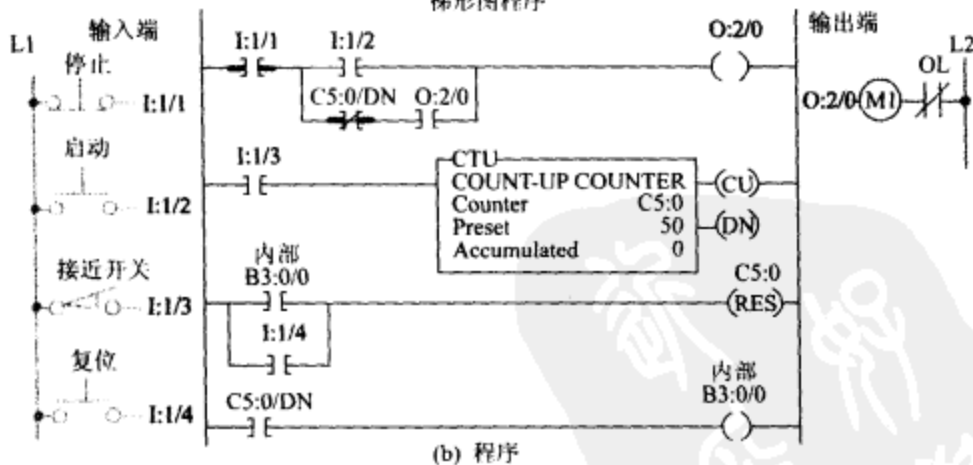 梯形图程序
输入端
输出端
L1
L2
停止
I:1/1
启动
I:1/2
接近开关
I:1/3
复位
I:1/4
I:1/1
I:1/2
O:2/0
C5:0/DN
O:2/0
I:1/3
CTU
COUNT-UP COUNTER
Counter C5:0
Preset 50
Accumulated 0
CU
DN
内部
B3:0/0
I:1/4
C5:0
RES
C5:0/DN
内部
B3:0/0
O:2/0
M1
OL
(b) 程序